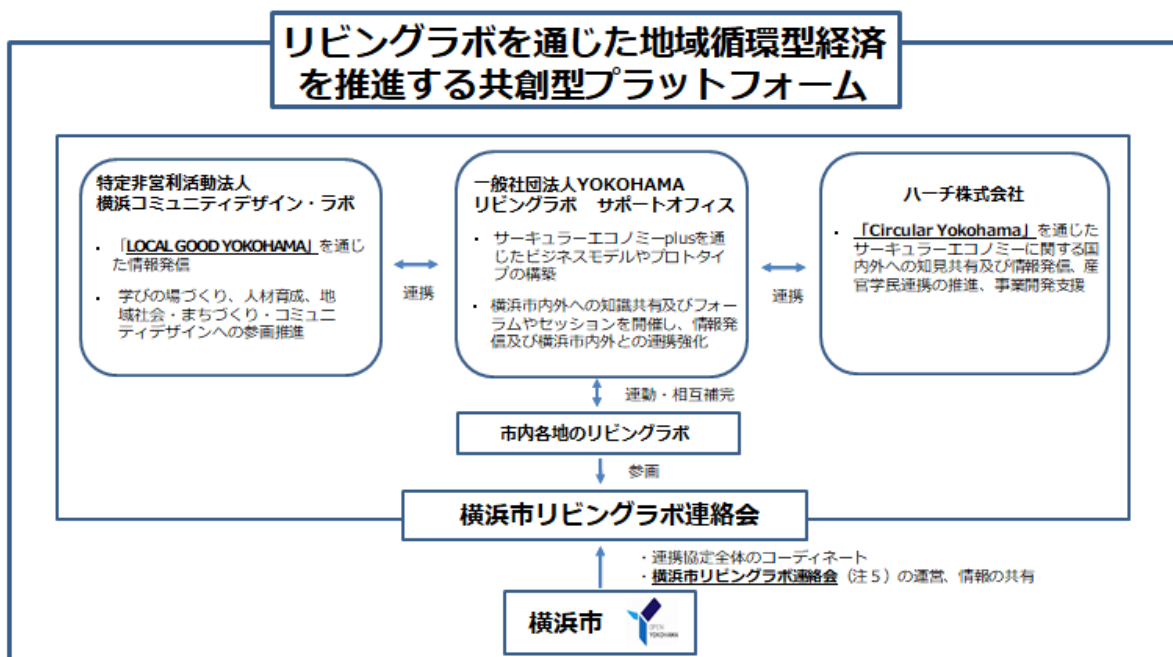 リビングラボを通じた地域循環型経済
を推進する共創型プラットフォーム
特定非営利活動法人
横浜コミュニティデザイン・ラボ
・ 「LOCAL GOOD YOKOHAMA」を通じ
た情報発信
・ 学びの場づくり、人材育成、地
域社会・まちづくり・コミュニ
ティデザインへの参画推進
連携
一般社団法人YOKOHAMA
リビングラボ　サポートオフィス
・ サーキュラーエコノミーplusを通
じたビジネスモデルやプロトタイ
プの構築
・ 横浜市内外への知識共有及びフォー
ラムやセッションを開催し、情報発
信及び横浜市内外との連携強化
連携
ハーチ株式会社
・ 「Circular Yokohama」を通じた
サーキュラーエコノミーに関する国
内外への知見共有及び情報発信、産
官学民連携の推進、事業開発支援
連動・相互補完
市内各地のリビングラボ
参画
横浜市リビングラボ連絡会
・連携協定全体のコーディネート
・横浜市リビングラボ連絡会（注５）の運営、情報の共有
横浜市
OPEN
YOKOHAMA